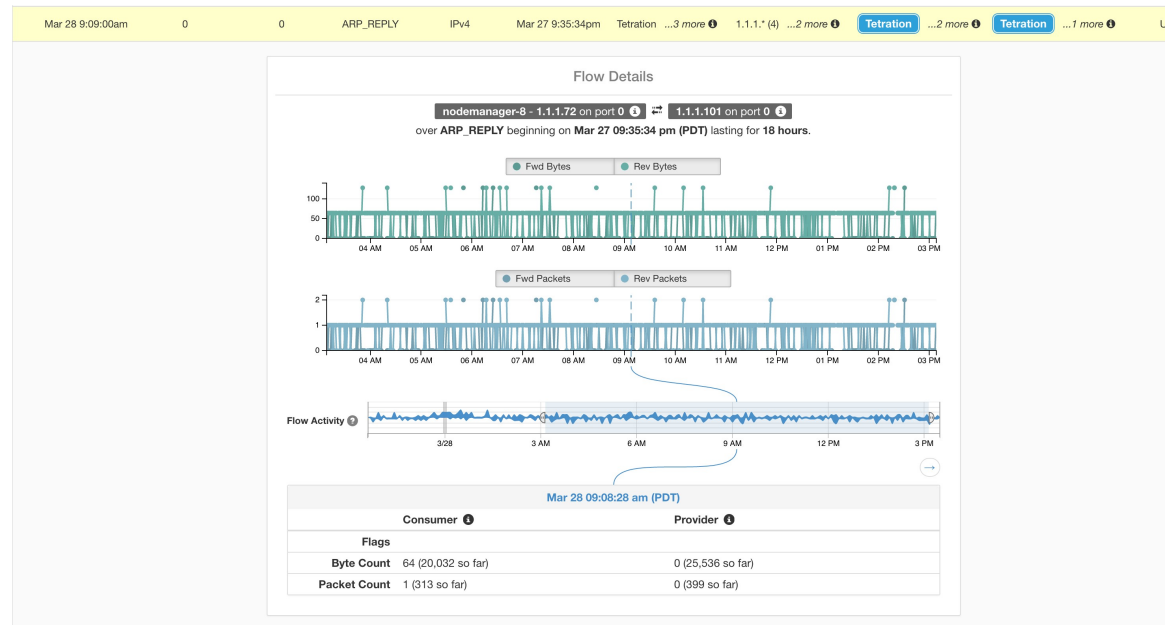 Mar 28 9:09:00am 0 0 ARP_REPLY IPv4 Mar 27 9:35:34pm Tetration ...3 more 1.1.1.* (4) ...2 more Tetration ...2 more Tetration ...1 more U
Flow Details
nodemanager-8 - 1.1.1.72 on port 0 1.1.1.101 on port 0
over ARP_REPLY beginning on Mar 27 09:35:34 pm (PDT) lasting for 18 hours.
Fwd Bytes Rev Bytes
100
50
0
04 AM 05 AM 06 AM 07 AM 08 AM 09 AM 10 AM 11 AM 12 PM 01 PM 02 PM 03 PM
Fwd Packets Rev Packets
2
1
0
04 AM 05 AM 06 AM 07 AM 08 AM 09 AM 10 AM 11 AM 12 PM 01 PM 02 PM 03 PM
Flow Activity ?
3/28 3 AM 6 AM 9 AM 12 PM 3 PM
Mar 28 09:08:28 am (PDT)
Consumer Provider
Flags
Byte Count 64 (20,032 so far) 0 (25,536 so far)
Packet Count 1 (313 so far) 0 (399 so far)